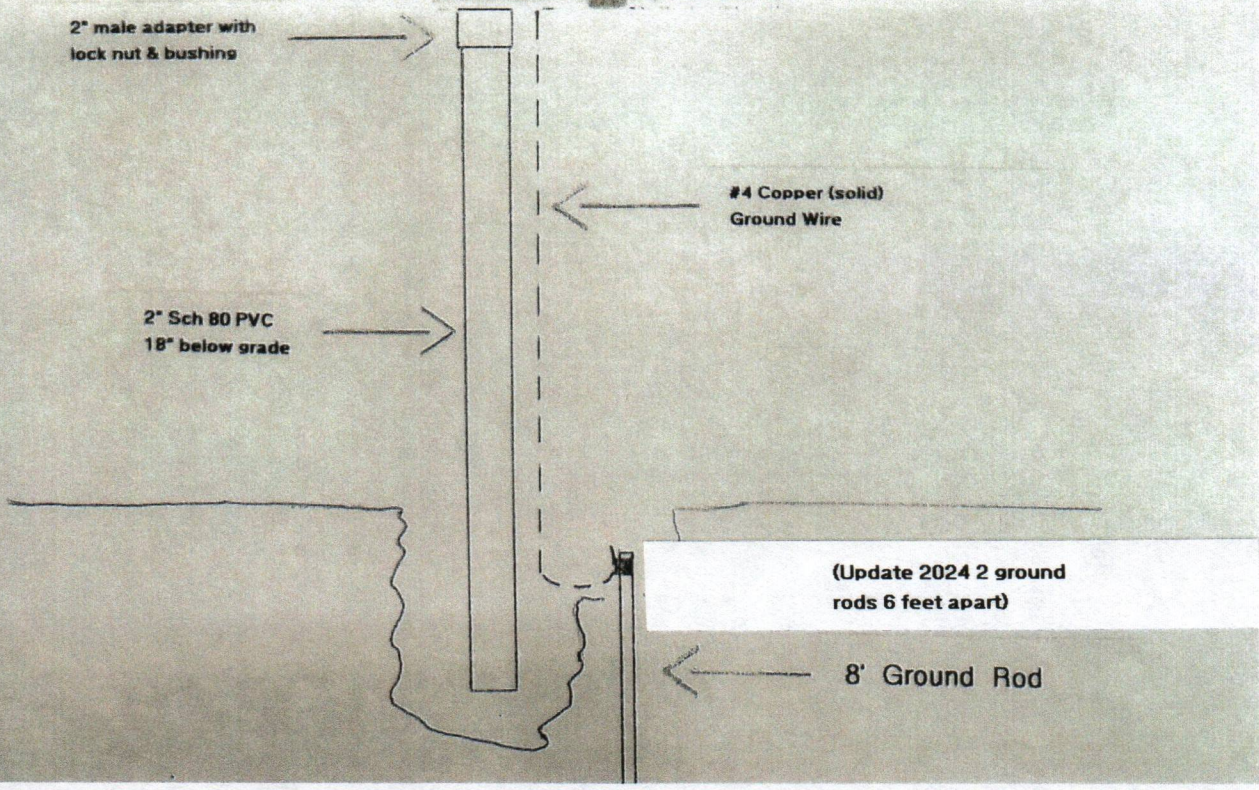 2" male adapter with
lock nut & bushing
#4 Copper (solid)
Ground Wire
2" Sch 80 PVC
18" below grade
(Update 2024 2 ground
rods 6 feet apart)
8' Ground Rod